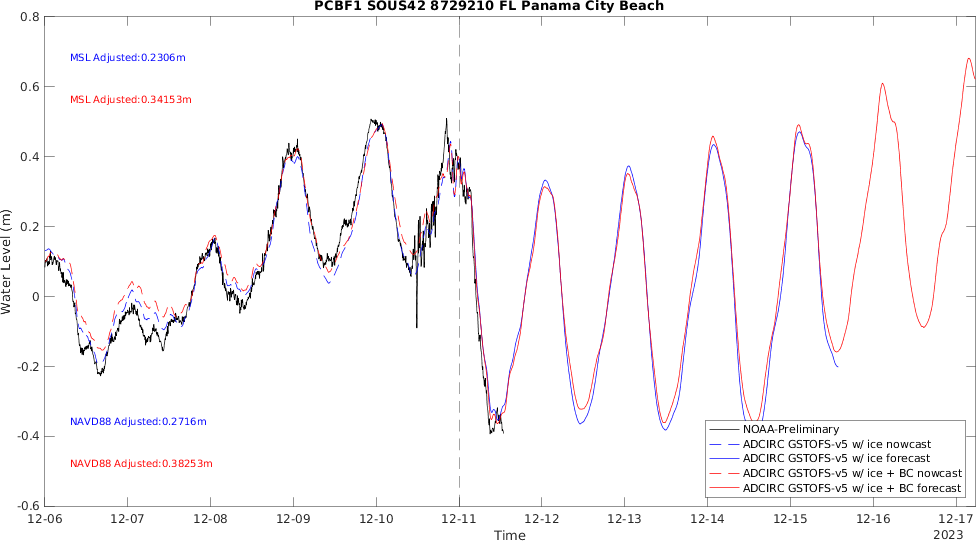 PCBF1 SOUS42 8729210 FL Panama City Beach
0.8
0.6
0.4
0.2
0
-0.2
-0.4
-0.6
Water Level (m)
MSL Adjusted:0.2306m
MSL Adjusted:0.34153m
NAVD88 Adjusted:0.2716m
NAVD88 Adjusted:0.38253m
NOAA-Preliminary
ADCIRC GSTOFS-v5 w/ ice nowcast
ADCIRC GSTOFS-v5 w/ ice forecast
ADCIRC GSTOFS-v5 w/ ice + BC nowcast
ADCIRC GSTOFS-v5 w/ ice + BC forecast
12-06 12-07 12-08 12-09 12-10 12-11 12-12 12-13 12-14 12-15 12-16 12-17
Time
2023